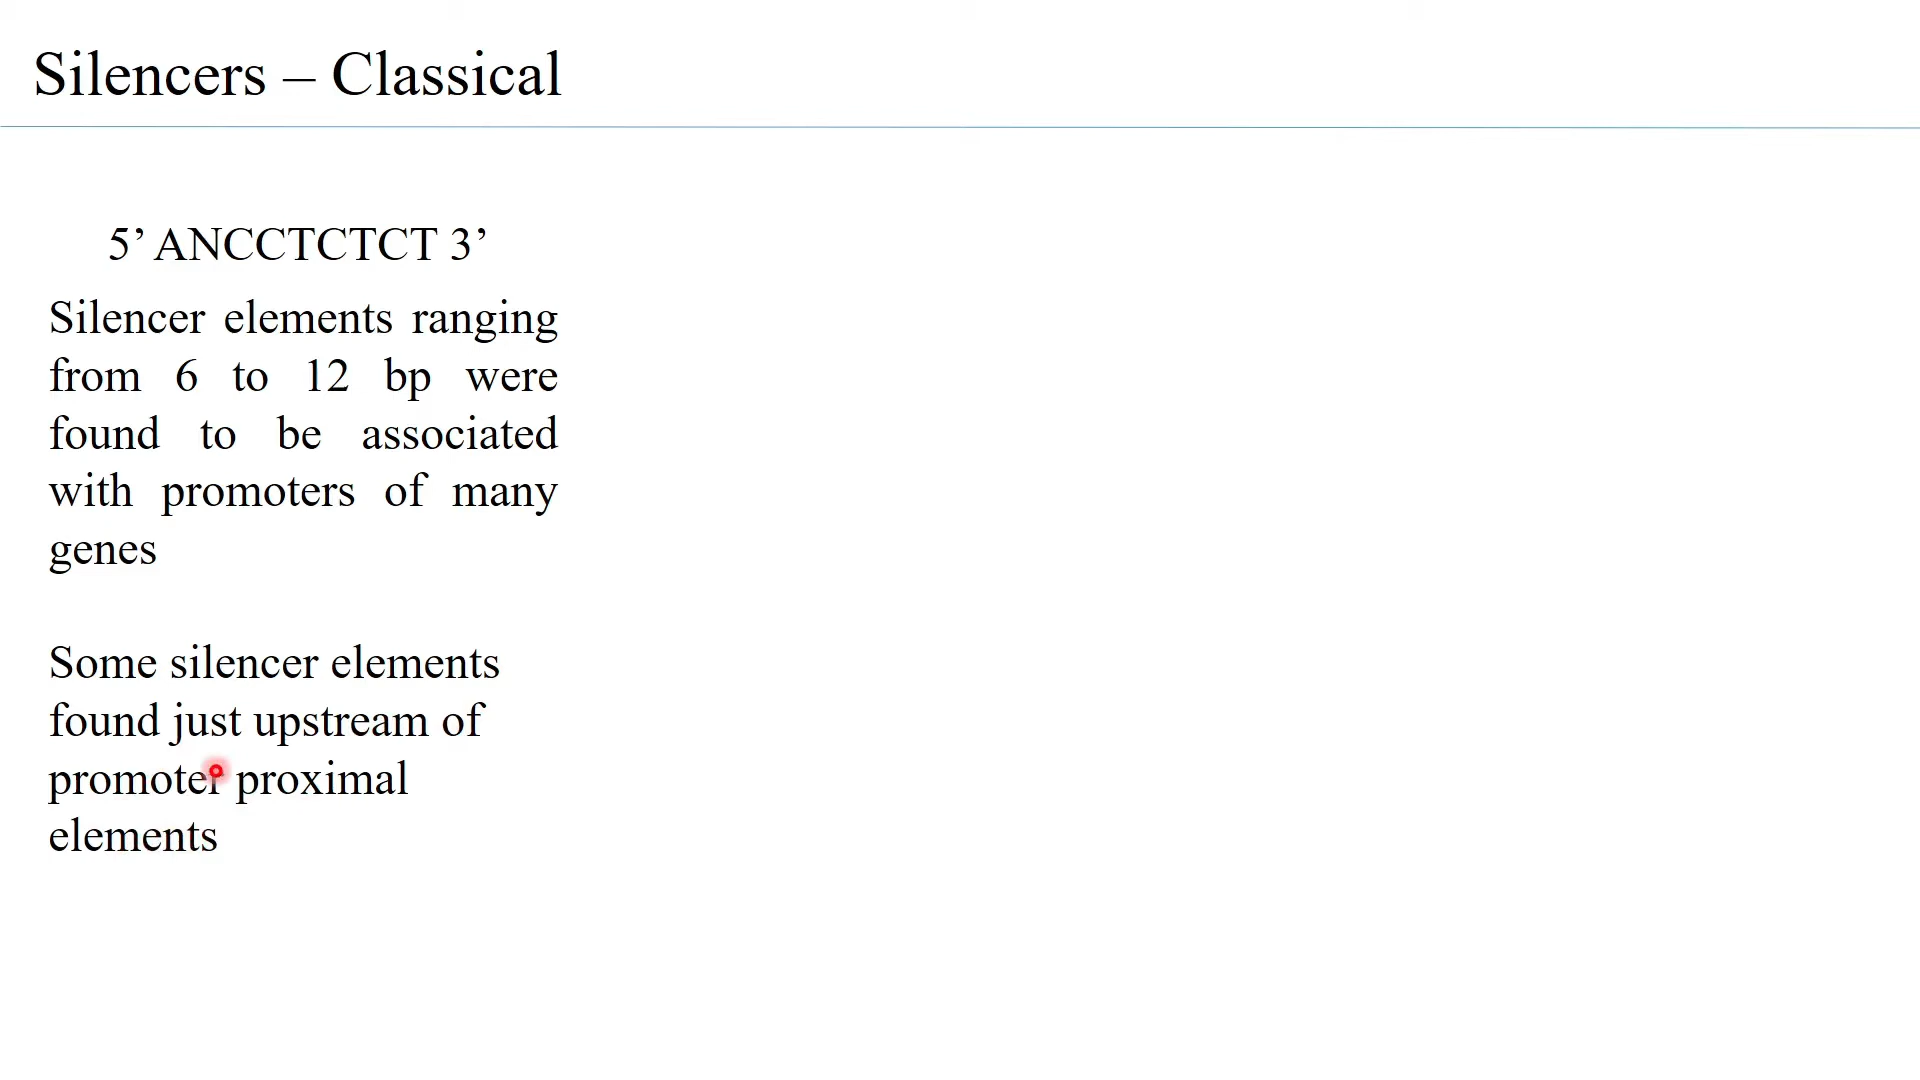 Silencers – Classical
5’ ANCCTCTCT 3’
Silencer elements ranging
from 6 to 12 bp were
found to be associated
with promoters of many
genes
Some silencer elements
found just upstream of
promoter proximal
elements